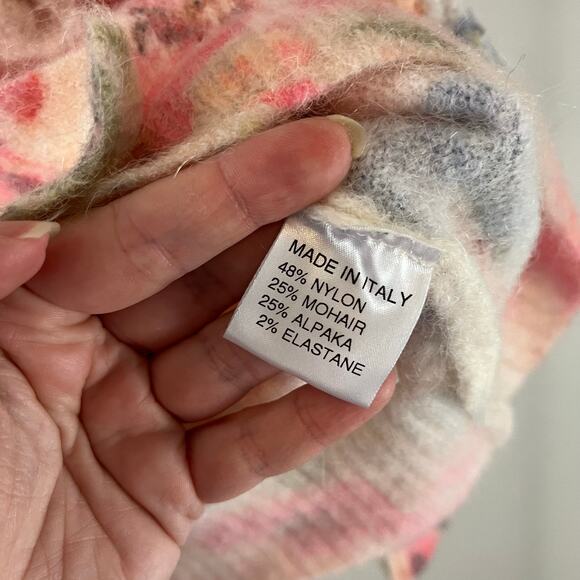 MADE IN ITALY
48% NYLON
25% MOHAIR
25% ALPAKA
2% ELASTANE